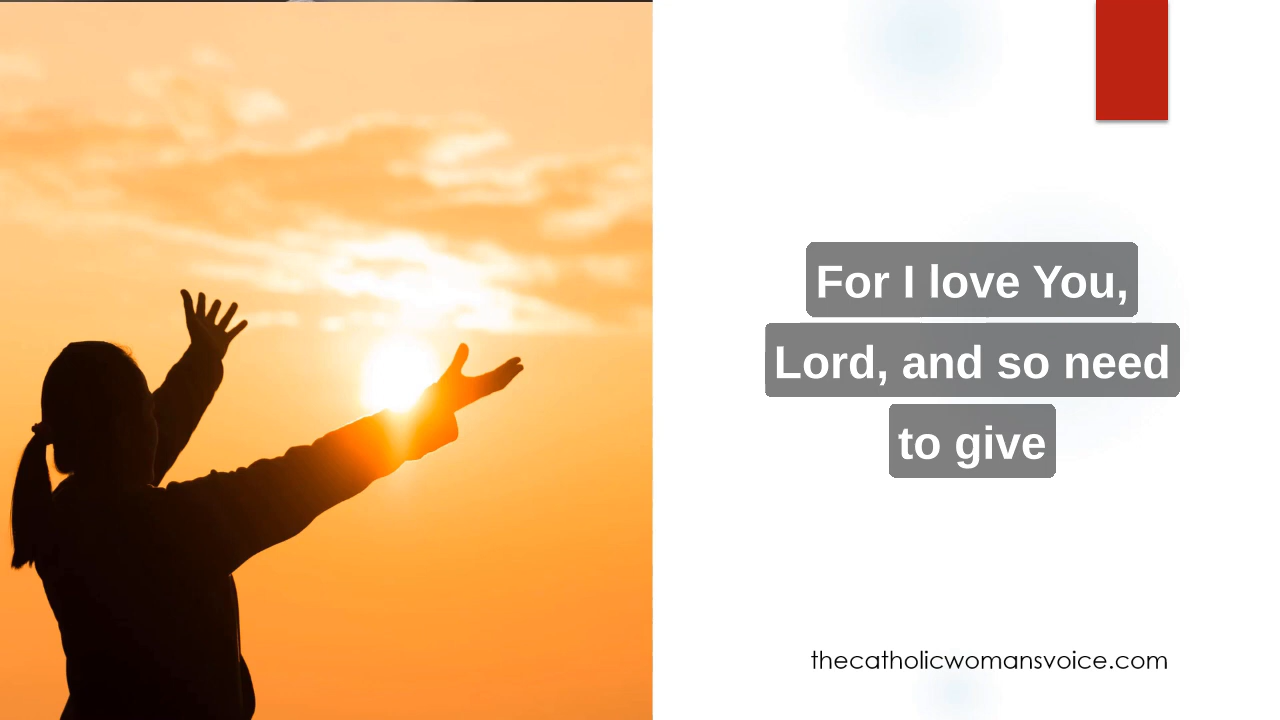 For I love You,
Lord, and so need
to give
thecatholicwomansvoice.com